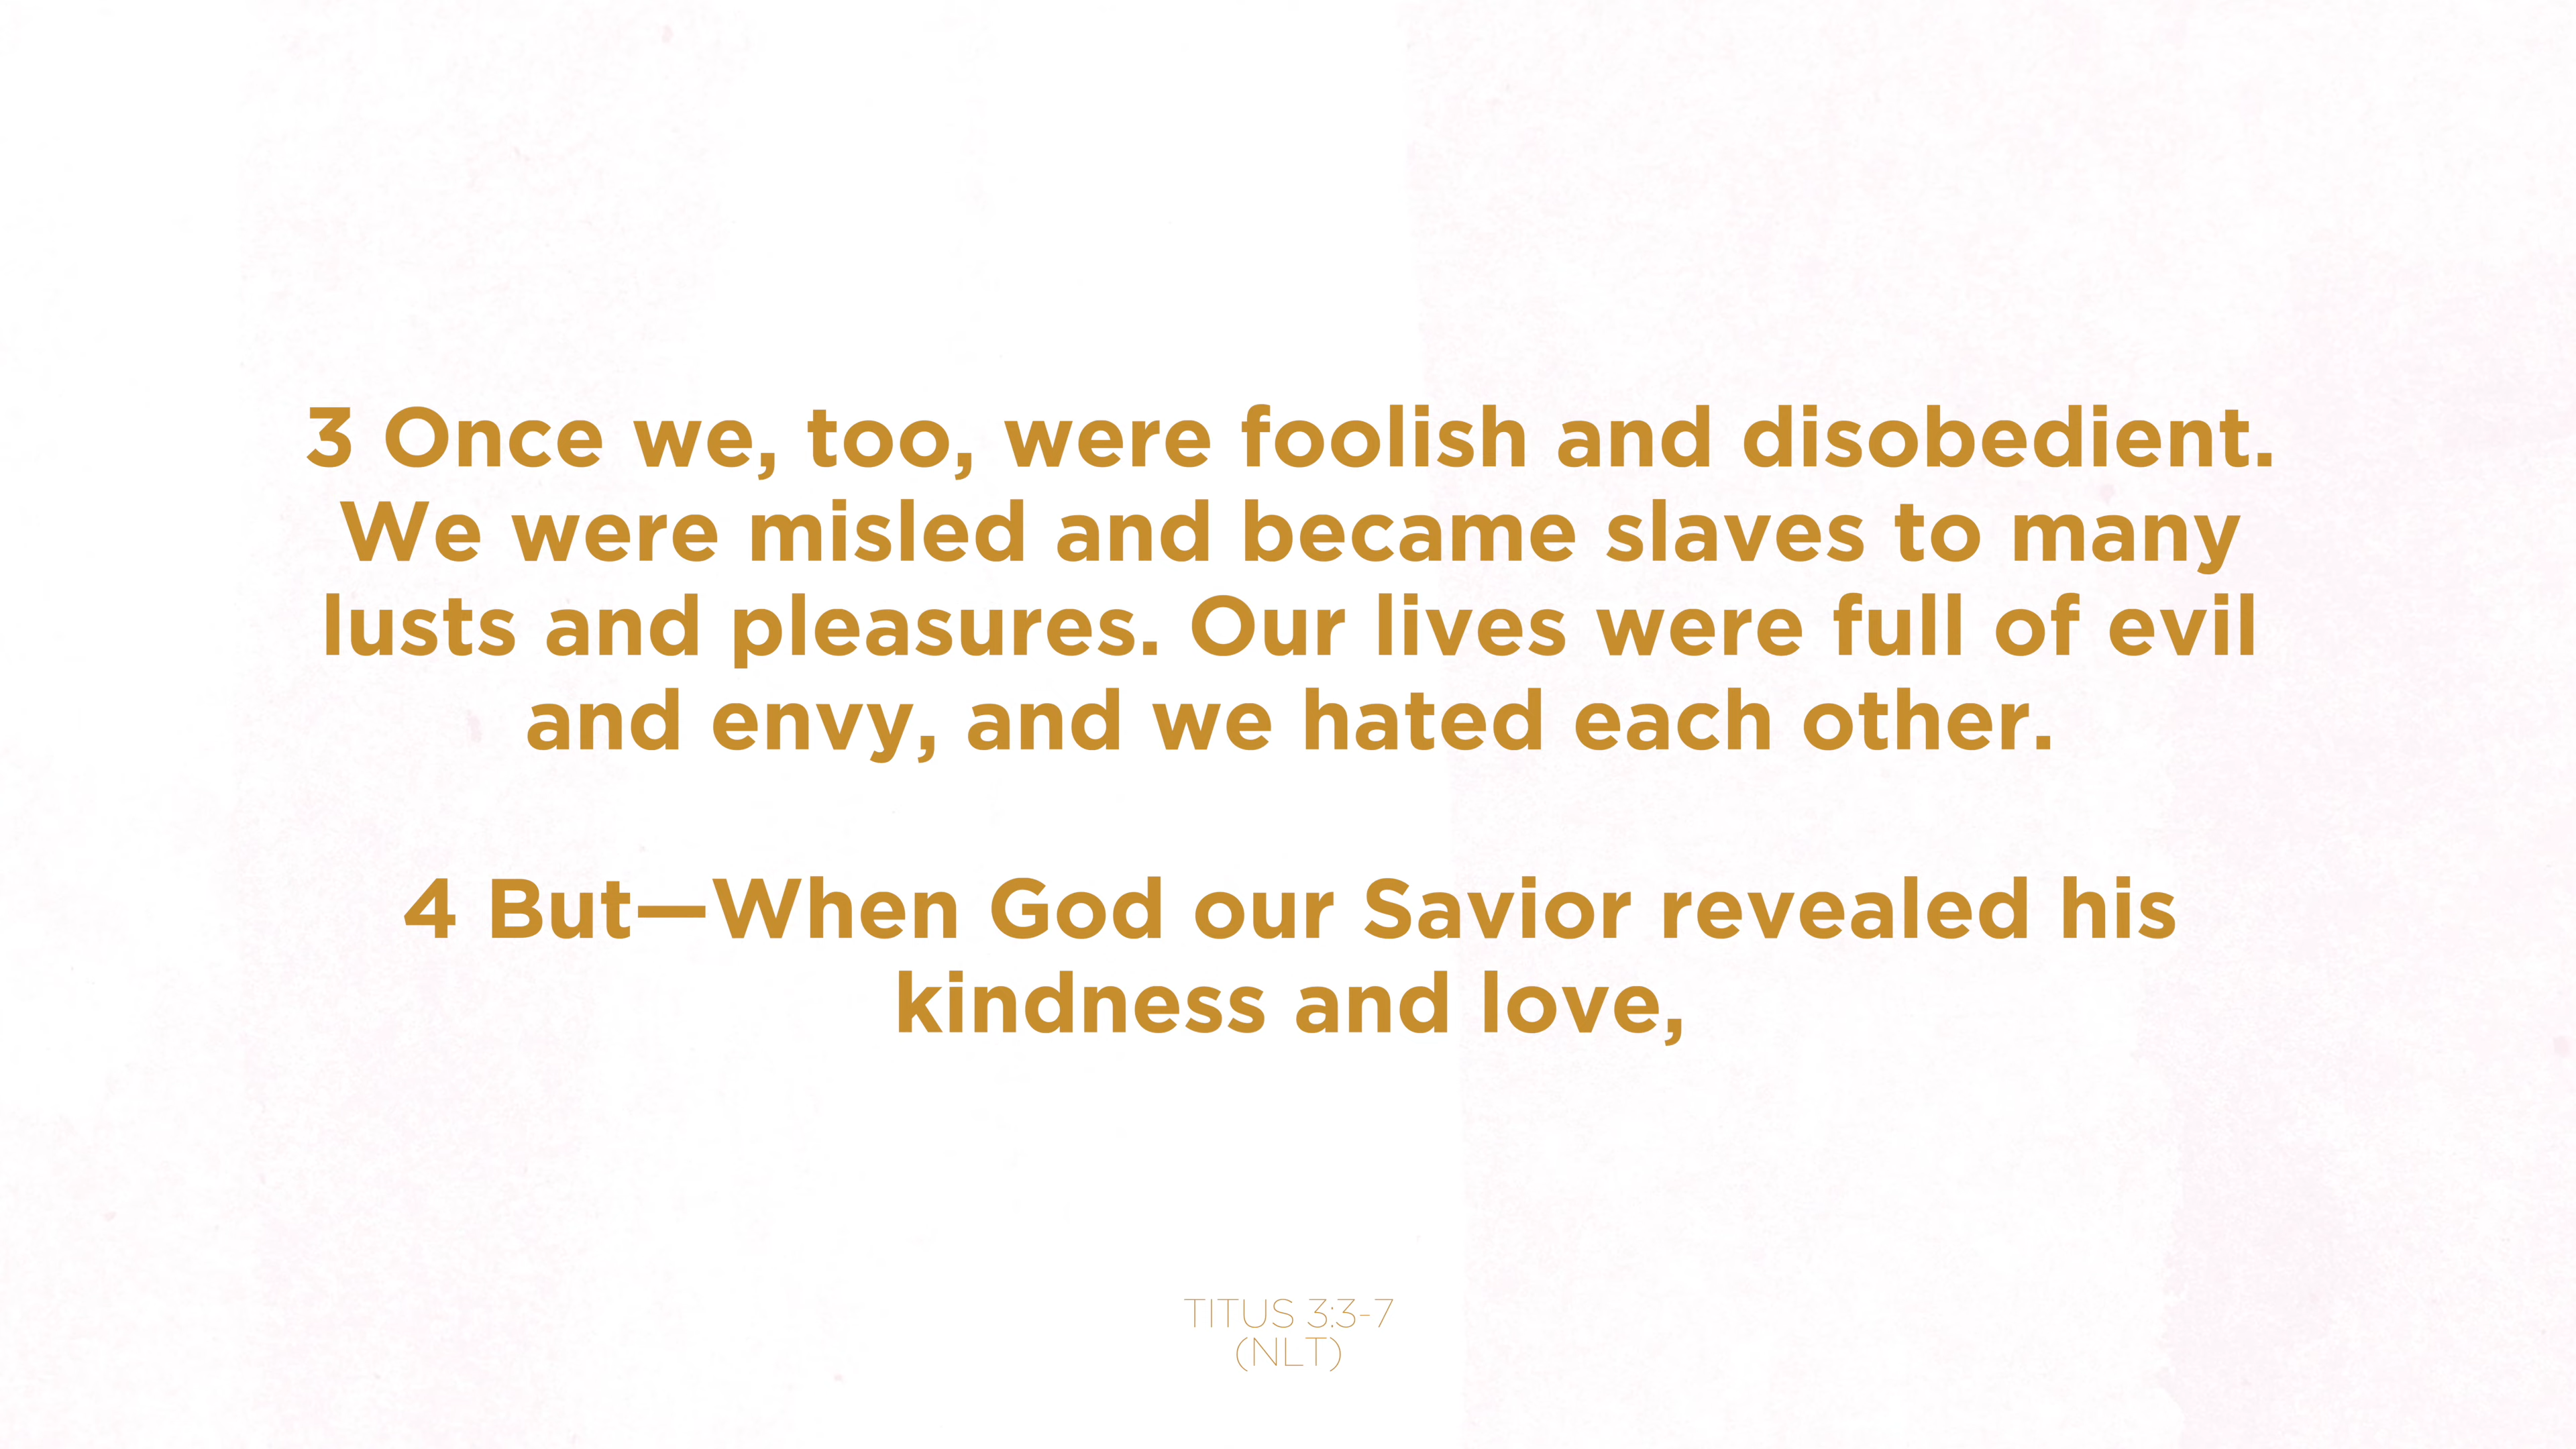 3 Once we, too, were foolish and disobedient.
We were misled and became slaves to many
lusts and pleasures. Our lives were full of evil
and envy, and we hated each other.
4 But—When God our Savior revealed his
kindness and love,
TITUS 3:3-7
(NLT)